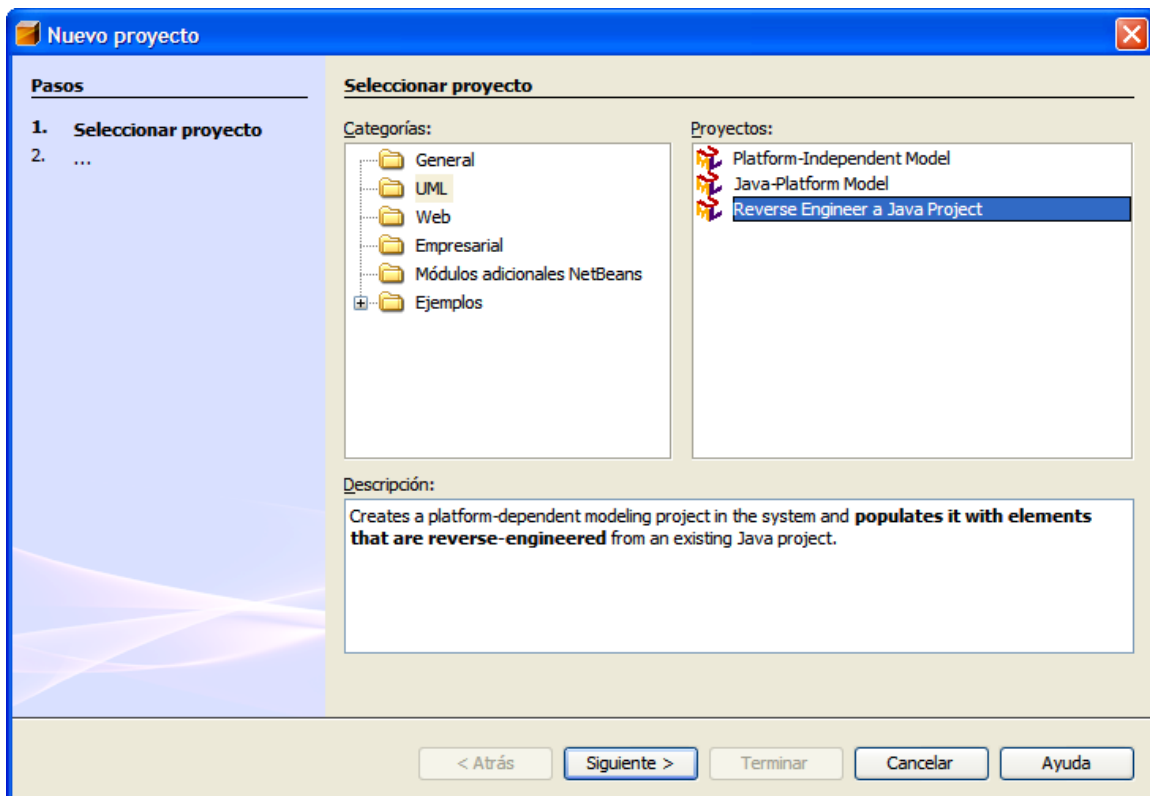 Nuevo proyecto
Pasos
1. Seleccionar proyecto
2. ...
Seleccionar proyecto
Categorías:
General
UML
Web
Empresarial
Módulos adicionales NetBeans
Ejemplos
Proyectos:
Platform-Independent Model
Java-Platform Model
Reverse Engineer a Java Project
Descripción:
Creates a platform-dependent modeling project in the system and populates it with elements
that are reverse-engineered from an existing Java project.
< Atrás
Siguiente >
Terminar
Cancelar
Ayuda